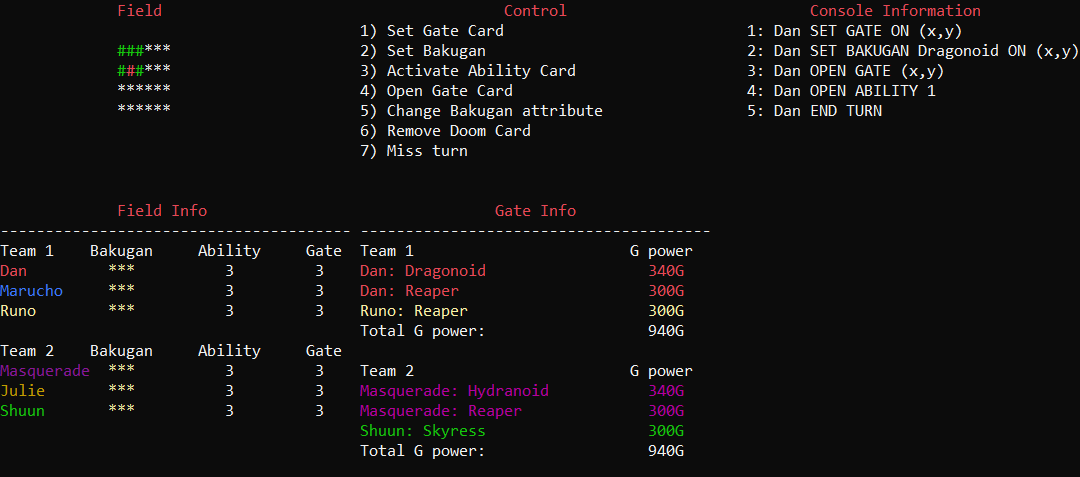 Field Control Console Information
1) Set Gate Card 1: Dan SET GATE ON (x,y)
###*** 2) Set Bakugan 2: Dan SET BAKUGAN Dragonoid ON (x,y)
###*** 3) Activate Ability Card 3: Dan OPEN GATE (x,y)
****** 4) Open Gate Card 4: Dan OPEN ABILITY 1
****** 5) Change Bakugan attribute 5: Dan END TURN
6) Remove Doom Card
7) Miss turn
Field Info Gate Info
--------------------------------------- ---------------------------------------
Team 1 Bakugan Ability Gate Team 1 G power
Dan *** 3 3 Dan: Dragonoid 340G
Marucho *** 3 3 Dan: Reaper 300G
Runo *** 3 3 Runo: Reaper 300G
Total G power: 940G
Team 2 Bakugan Ability Gate
Masquerade *** 3 3 Team 2 G power
Julie *** 3 3 Masquerade: Hydranoid 340G
Shuun *** 3 3 Masquerade: Reaper 300G
Shuun: Skyress 300G
Total G power: 940G